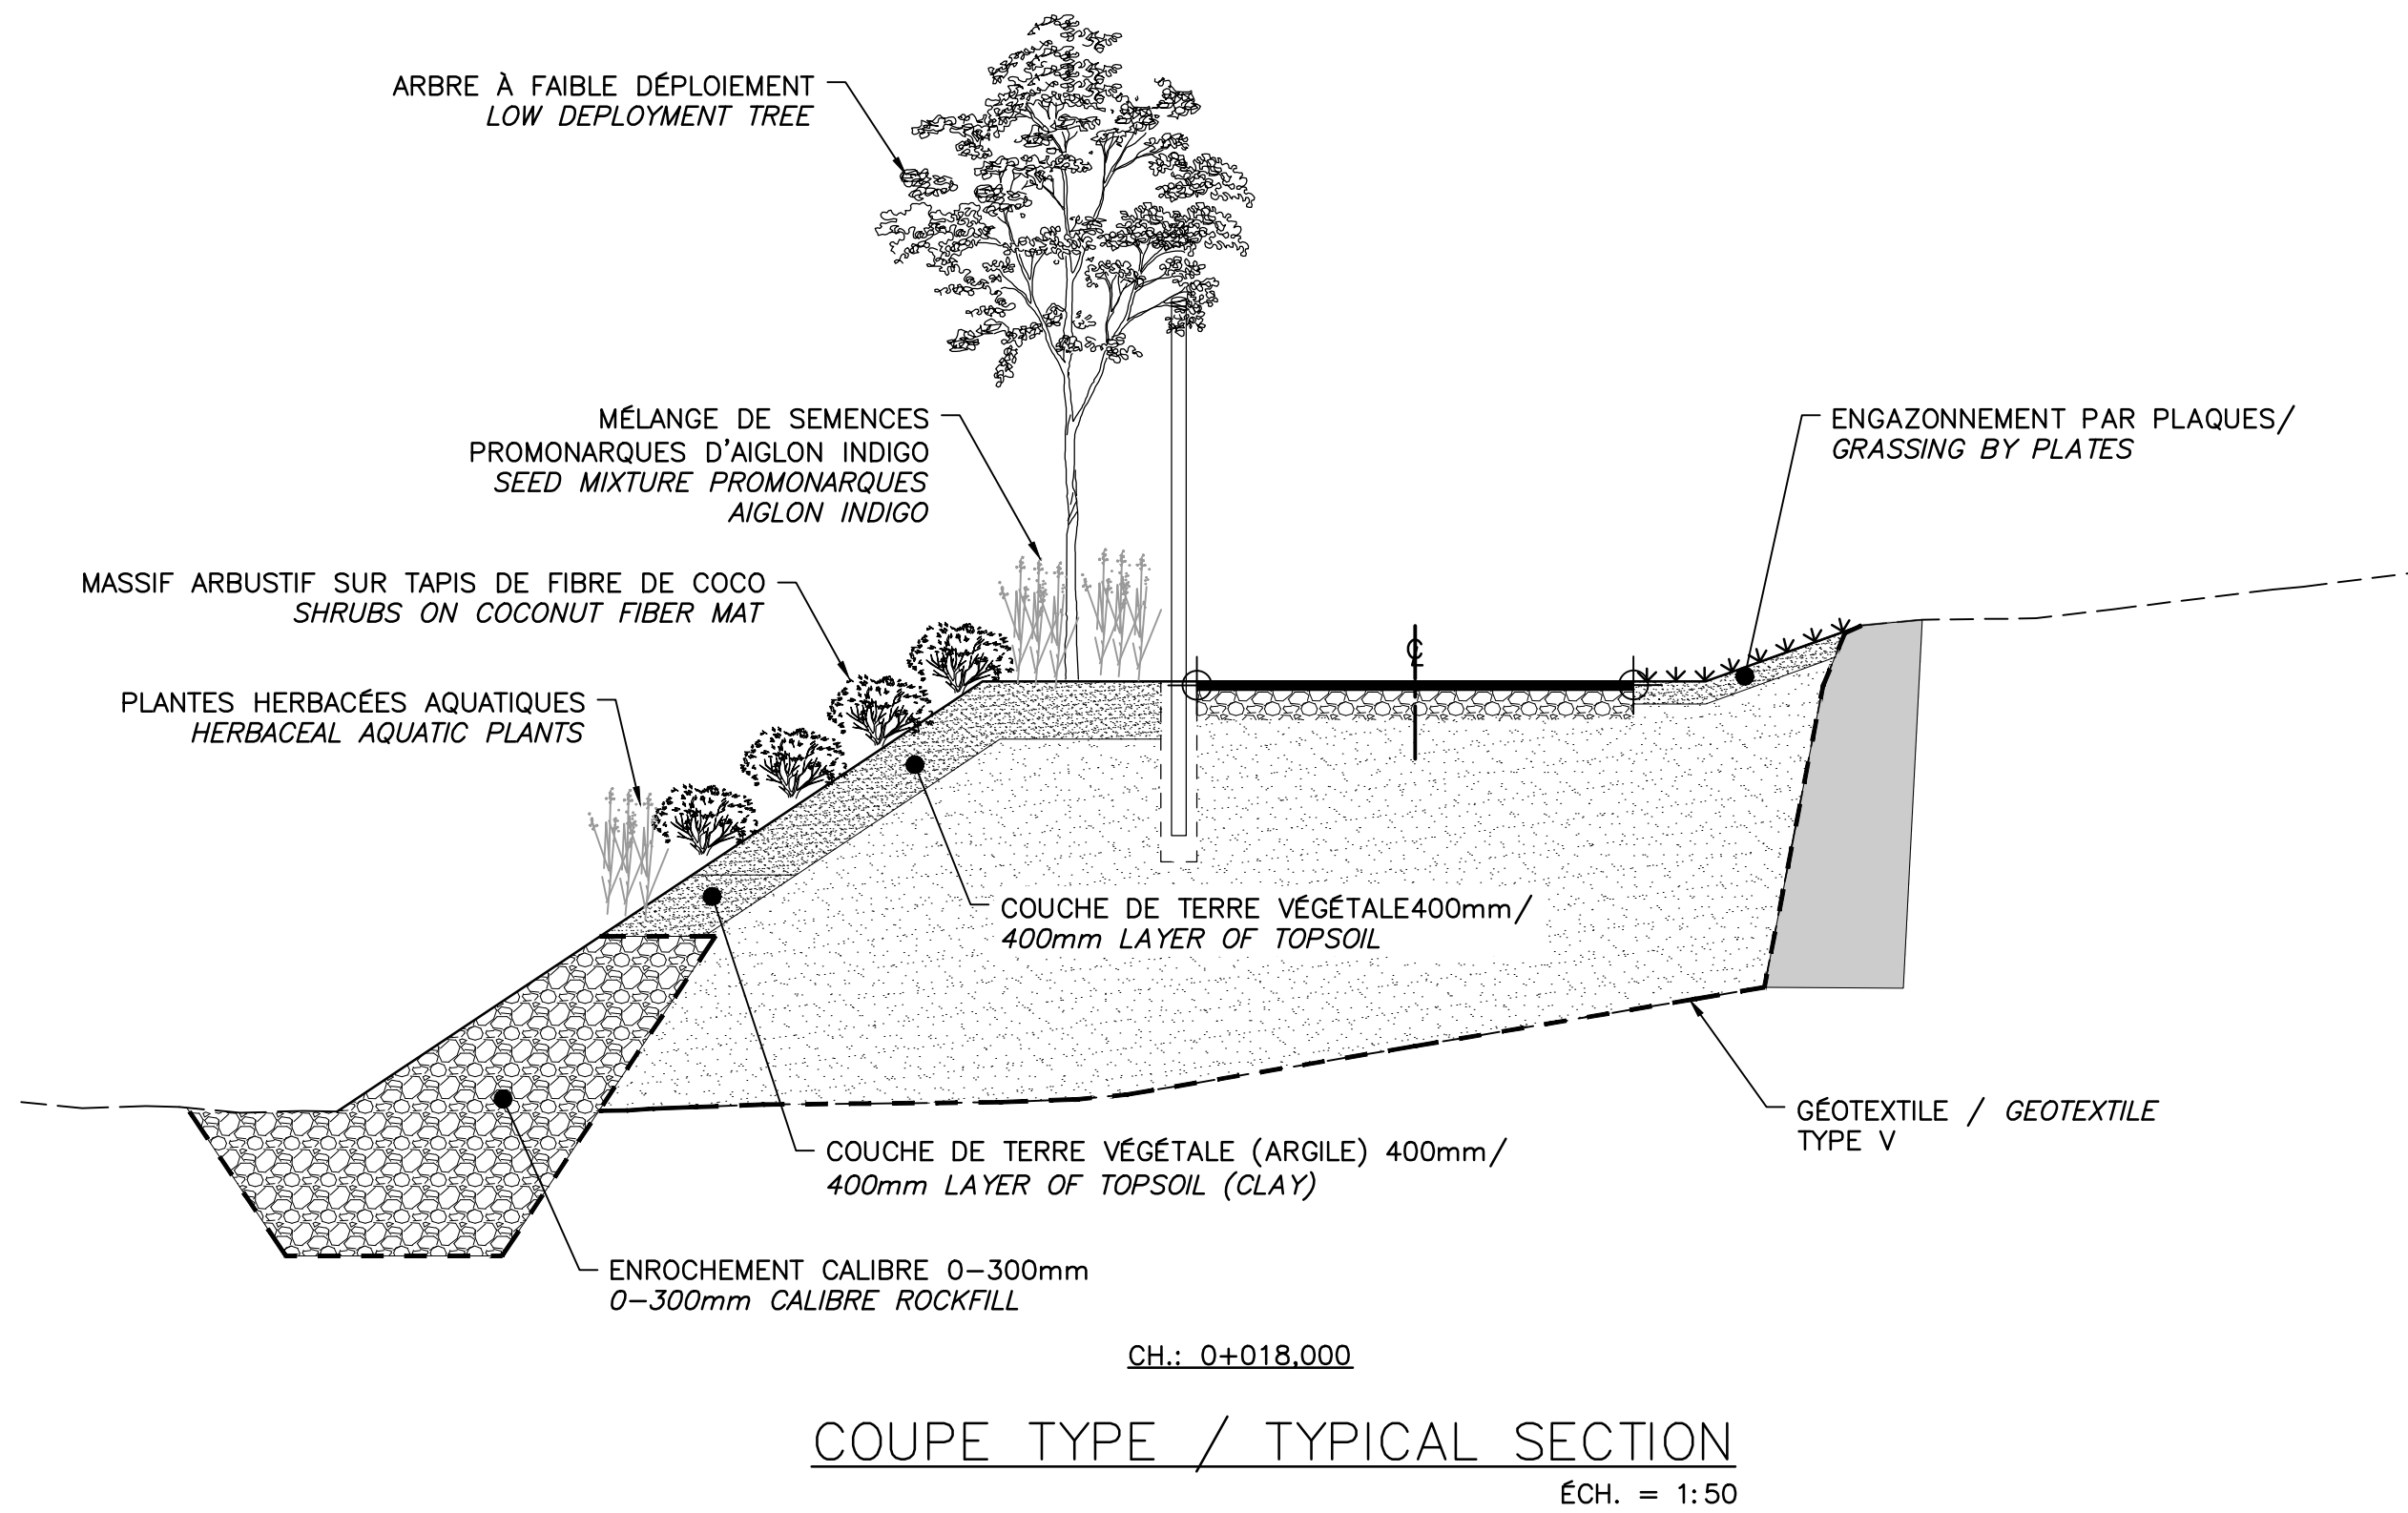 ARBRE À FAIBLE DÉPLOIEMENT
LOW DEPLOYMENT TREE
MÉLANGE DE SEMENCES
PROMONARQUES D'AIGLON INDIGO
SEED MIXTURE PROMONARQUES
AIGLON INDIGO
ENGAZONNEMENT PAR PLAQUES/
GRASSING BY PLATES
MASSIF ARBUSTIF SUR TAPIS DE FIBRE DE COCO
SHRUBS ON COCONUT FIBER MAT
PLANTES HERBACÉES AQUATIQUES
HERBACEAL AQUATIC PLANTS
℄
COUCHE DE TERRE VÉGÉTALE400mm/
400mm LAYER OF TOPSOIL
GÉOTEXTILE / GEOTEXTILE
TYPE V
COUCHE DE TERRE VÉGÉTALE (ARGILE) 400mm/
400mm LAYER OF TOPSOIL (CLAY)
ENROCHEMENT CALIBRE 0-300mm
0-300mm CALIBRE ROCKFILL
CH.: 0+018,000
COUPE TYPE / TYPICAL SECTION
ÉCH. = 1:50